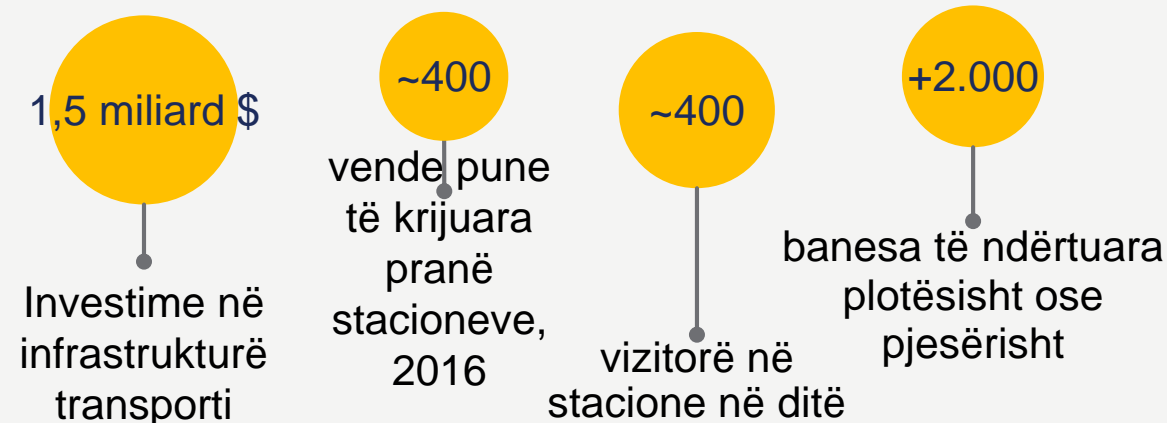 1,5 miliard $
Investime në
infrastrukturë
transporti
~400
vende pune
të krijuara
pranë
stacioneve,
2016
~400
vizitorë në
stacione në ditë
+2.000
banesa të ndërtuara
plotësisht ose
pjesërisht